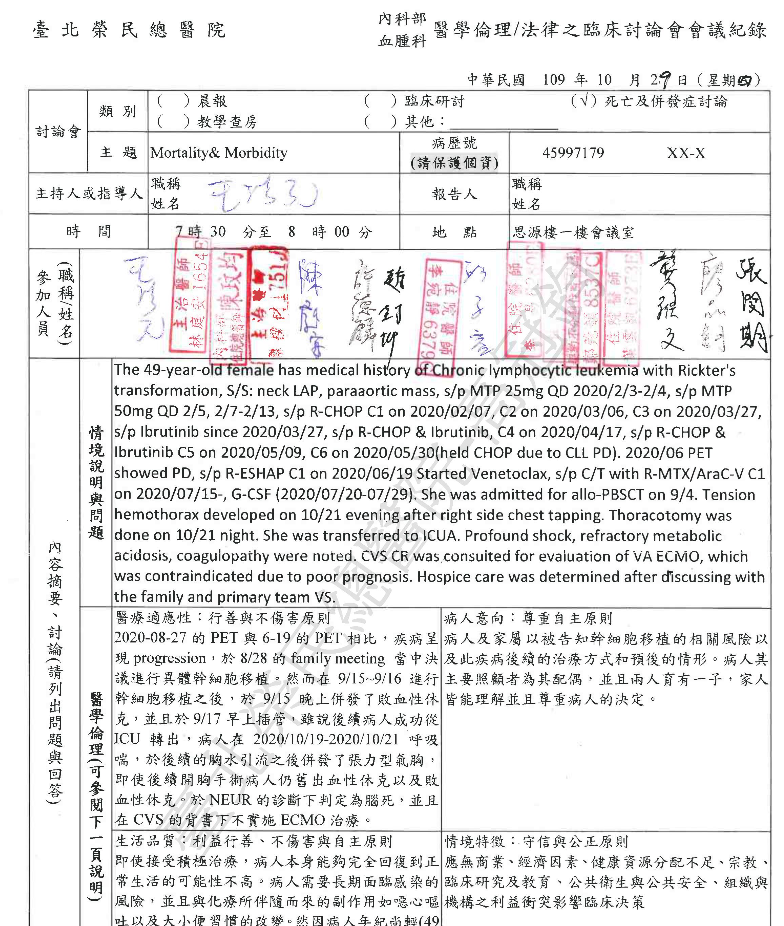 臺北榮民總醫院 內科部 血腫科 醫學倫理/法律之臨床討論會會議紀錄
中華民國 109 年 10 月 29 日 (星期四)
討論會
類別
( ) 晨報 ( ) 臨床研討 (√) 死亡及併發症討論
( ) 教學查房 ( ) 其他:
主題 Mortality& Morbidity
病歷號 (請保護個資)
45997179 XX-X
主持人或指導人 職稱 姓名
報告人 職稱 姓名
時間 7 時 30 分至 8 時 00 分 地點 思源樓一樓會議室
參加人員 (職稱/姓名)
內容摘要、討論(請列出問題與回答)
情境說明與問題
The 49-year-old female has medical history of Chronic lymphocytic leukemia with Rickter's
transformation, S/S: neck LAP, paraaortic mass, s/p MTP 25mg QD 2020/2/3-2/4, s/p MTP
50mg QD 2/5, 2/7-2/13, s/p R-CHOP C1 on 2020/02/07, C2 on 2020/03/06, C3 on 2020/03/27,
s/p Ibrutinib since 2020/03/27, s/p R-CHOP & Ibrutinib, C4 on 2020/04/17, s/p R-CHOP &
Ibrutinib C5 on 2020/05/09, C6 on 2020/05/30(held CHOP due to CLL PD). 2020/06 PET
showed PD, s/p R-ESHAP C1 on 2020/06/19 Started Venetoclax, s/p C/T with R-MTX/AraC-V C1
on 2020/07/15-, G-CSF (2020/07/20-07/29). She was admitted for allo-PBSCT on 9/4. Tension
hemothorax developed on 10/21 evening after right side chest tapping. Thoracotomy was
done on 10/21 night. She was transferred to ICUA. Profound shock, refractory metabolic
acidosis, coagulopathy were noted. CVS CR was consuited for evaluation of VA ECMO, which
was contraindicated due to poor prognosis. Hospice care was determined after discussing with
the family and primary team VS.
醫學倫理(可參閱下一頁說明)
醫療適應性：行善與不傷害原則
2020-08-27 的 PET 與 6-19 的 PET 相比，疾病呈
現 progression，於 8/28 的 family meeting 當中決
議進行異體幹細胞移植。然而在 9/15~9/16 進行
幹細胞移植之後，於 9/15 晚上併發了敗血性休
克，並且於 9/17 早上插管。雖說後續病人成功從
ICU 轉出，病人在 2020/10/19-2020/10/21 呼吸
喘，於後續的胸水引流之後併發了張力型氣胸，
即使後續開胸手術病人仍舊出血性休克以及敗
血性休克。於 NEUR 的診斷下判定為腦死，並且
在 CVS 的背書下不實施 ECMO 治療。
病人意向：尊重自主原則
病人及家屬以被告知幹細胞移植的相關風險以
及此疾病後續的治療方式和預後的情形。病人其
主要照顧者為其配偶，並且兩人育有一子，家人
皆能理解並且尊重病人的決定。
生活品質：利益行善、不傷害與自主原則
即使接受積極治療，病人本身能夠完全回復到正
常生活的可能性不高。病人需要長期面臨感染的
風險，並且與化療所伴隨而來的副作用如噁心嘔
吐以及大小便習慣的改變。然因病人年紀尚輕(49
情境特徵：守信與公正原則
應無商業、經濟因素、健康資源分配不足、宗教、
臨床研究及教育、公共衛生與公共安全、組織與
機構之利益衝突影響臨床決策